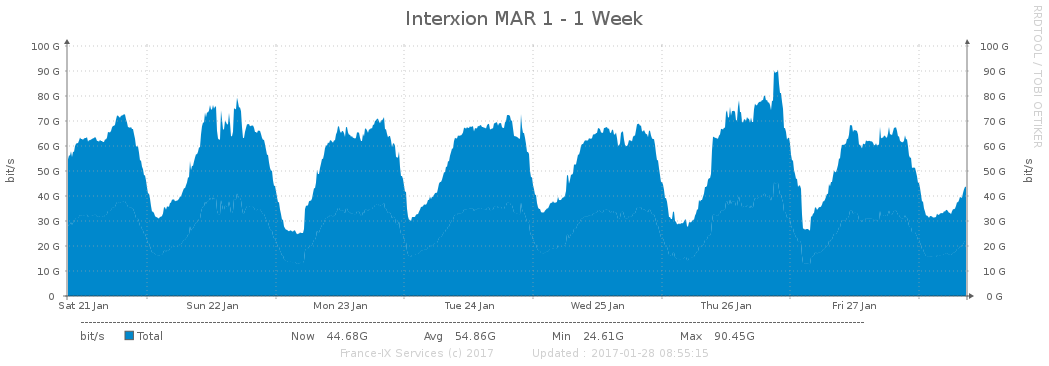 Interxion MAR 1 - 1 Week
RRDTOOL / TOBI OETIKER
bit/s
100 G 100 G
90 G 90 G
80 G 80 G
70 G 70 G
60 G 60 G
50 G 50 G
40 G 40 G
30 G 30 G
20 G 20 G
10 G 10 G
0 0 G
bit/s
Sat 21 Jan Sun 22 Jan Mon 23 Jan Tue 24 Jan Wed 25 Jan Thu 26 Jan Fri 27 Jan
bit/s Total Now 44.68G Avg 54.86G Min 24.61G Max 90.45G
France-IX Services (c) 2017 Updated : 2017-01-28 08:55:15